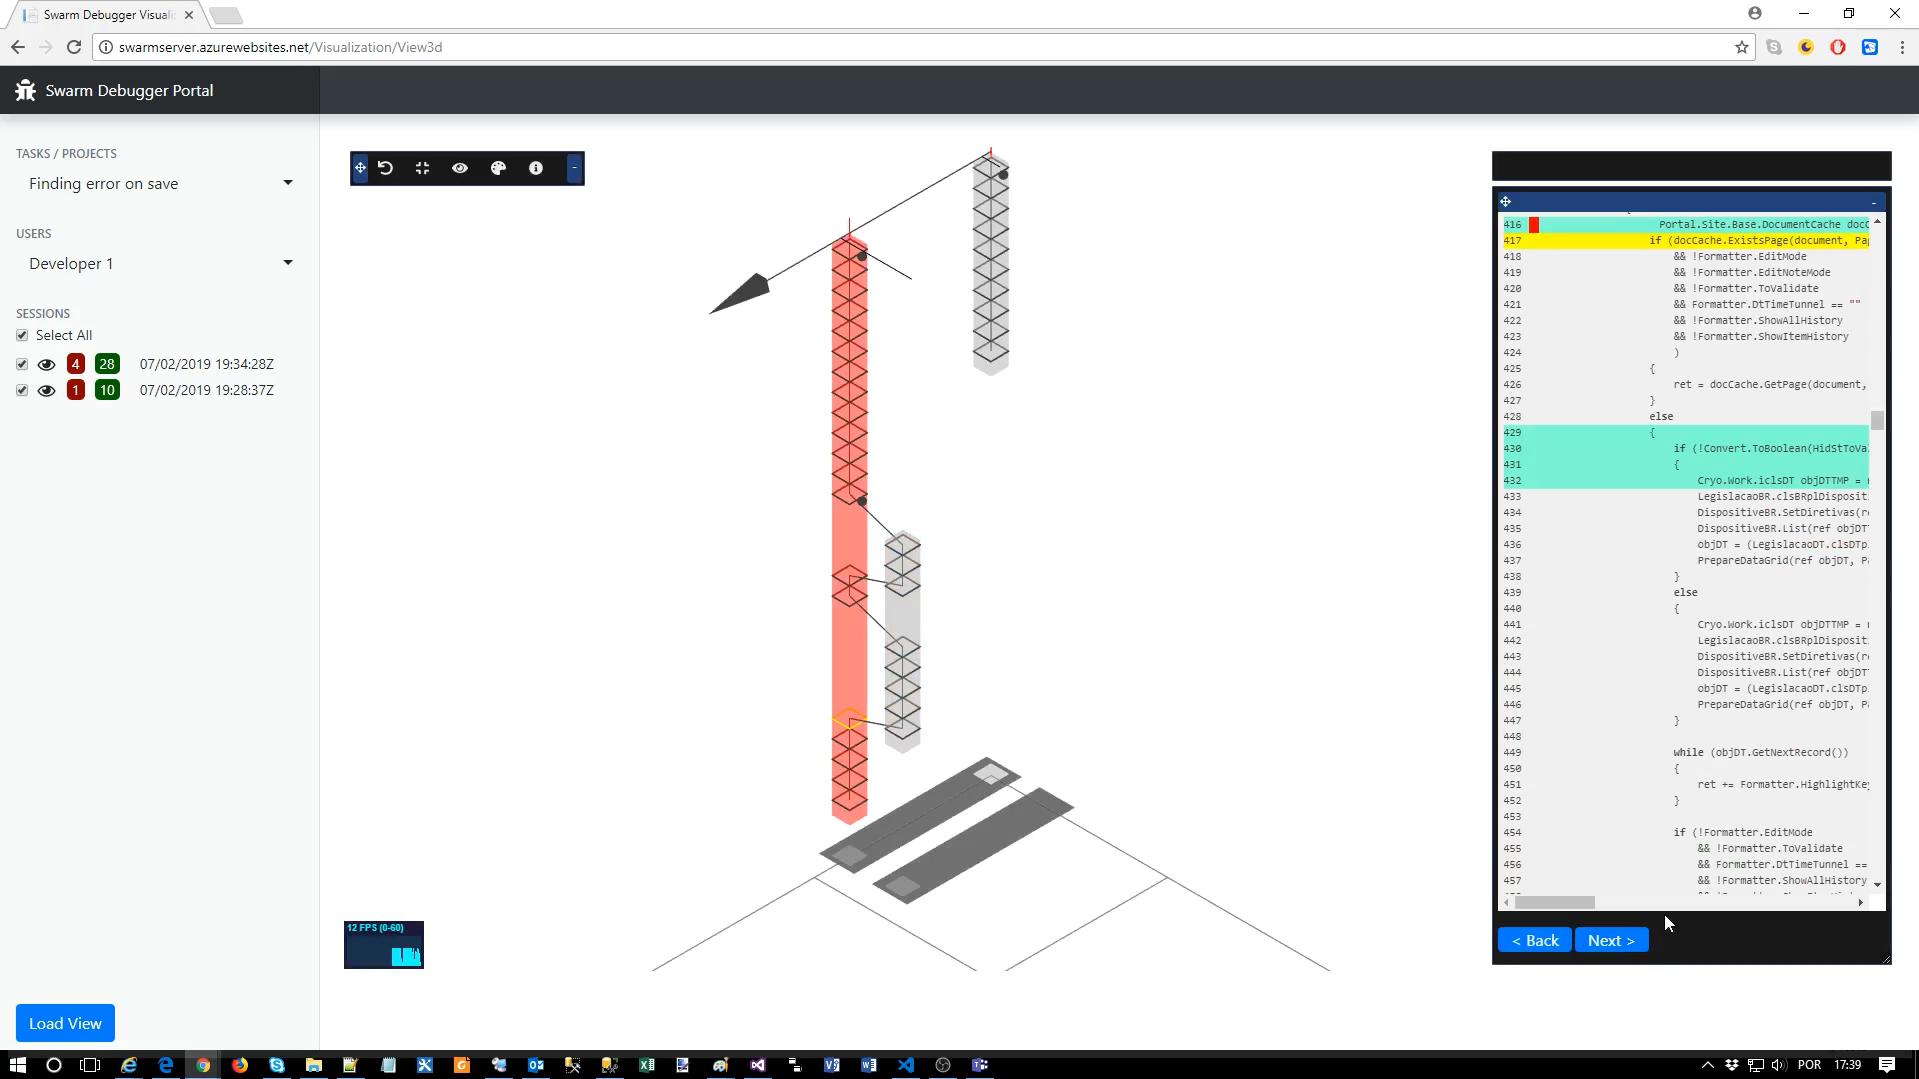 Swarm Debugger Visuali
swarmserver.azurewebsites.net/Visualization/View3d
Swarm Debugger Portal
TASKS / PROJECTS
Finding error on save
USERS
Developer 1
SESSIONS
Select All
4 28 07/02/2019 19:34:28Z
1 10 07/02/2019 19:28:37Z
Load View
12 FPS (0-60)
-
416 Portal.Site.Base.DocumentCache docC
417 if (docCache.ExistsPage(document, Pa
418 && !Formatter.EditMode
419 && !Formatter.EditNoteMode
420 && !Formatter.ToValidate
421 && Formatter.DtTimeTunnel == ""
422 && !Formatter.ShowAllHistory
423 && !Formatter.ShowItemHistory
424 )
425 {
426 ret = docCache.GetPage(document,
427 }
428 else
429 {
430 if (!Convert.ToBoolean(HidStToVa
431 {
432 Cryo.Work.iclsDT objDTTMP =
433 LegislacaoBR.clsBRplDisposit
434 DispositiveBR.SetDiretivas(r
435 DispositiveBR.List(ref objDT
436 objDT = (LegislacaoDT.clsDTp
437 PrepareDataGrid(ref objDT, P
438 }
439 else
440 {
441 Cryo.Work.iclsDT objDTTMP =
442 LegislacaoBR.clsBRplDisposit
443 DispositiveBR.SetDiretivas(r
444 DispositiveBR.List(ref objDT
445 objDT = (LegislacaoDT.clsDTp
446 PrepareDataGrid(ref objDT, P
447 }
448
449 while (objDT.GetNextRecord())
450 {
451 ret += Formatter.HighlightKe
452 }
453
454 if (!Formatter.EditMode
455 && !Formatter.ToValidate
456 && Formatter.DtTimeTunnel ==
457 && !Formatter.ShowAllHistory
< Back Next >
POR 17:39